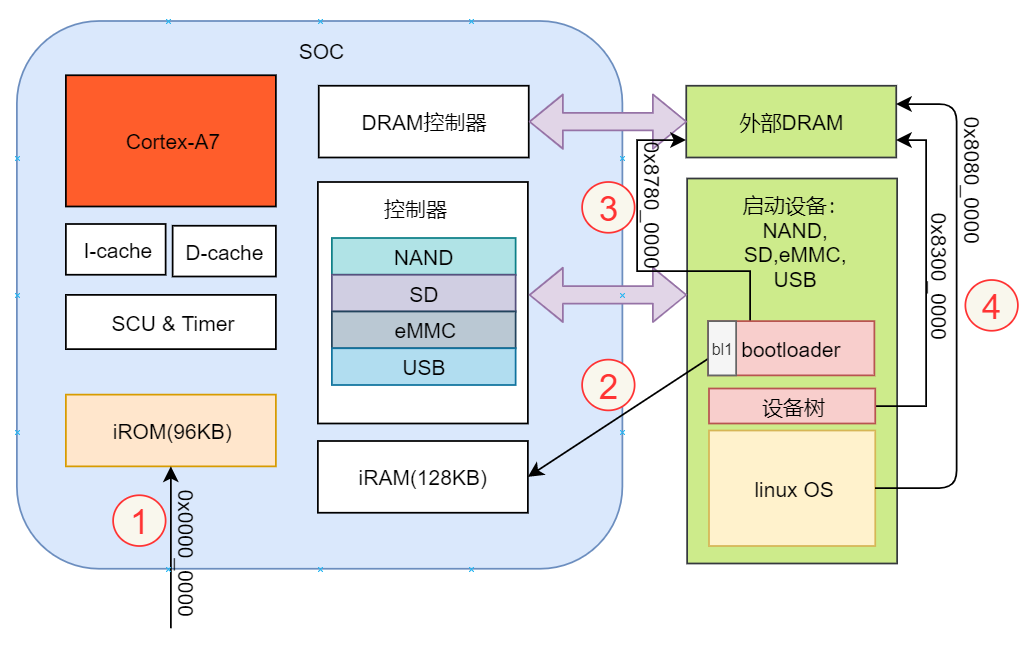 SOC
Cortex-A7
I-cache
D-cache
SCU & Timer
iROM(96KB)
1
0x0000_0000
DRAM控制器
控制器
NAND
SD
eMMC
USB
iRAM(128KB)
2
3
0x8780_0000
外部DRAM
启动设备:
NAND,
SD,eMMC,
USB
bl1
bootloader
设备树
linux OS
0x8300_0000
0x8080_0000
4